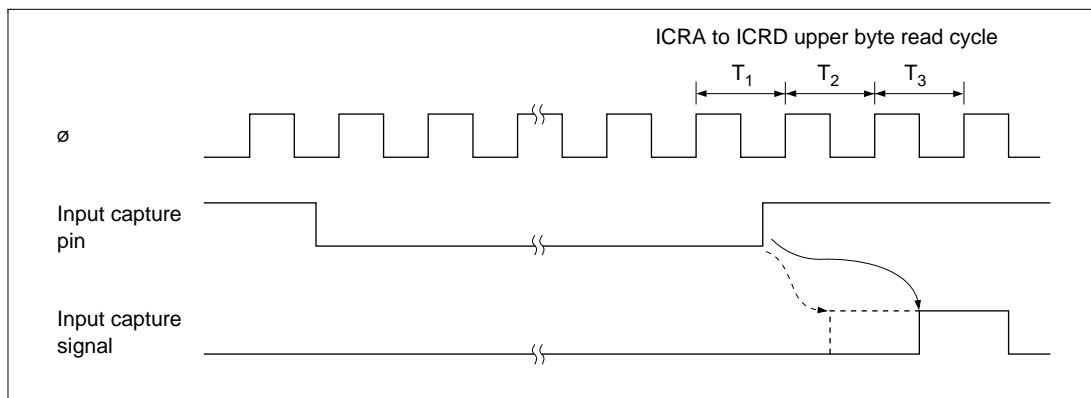 ICRA to ICRD upper byte read cycle
T1 T2 T3
ø
Input capture
pin
Input capture
signal